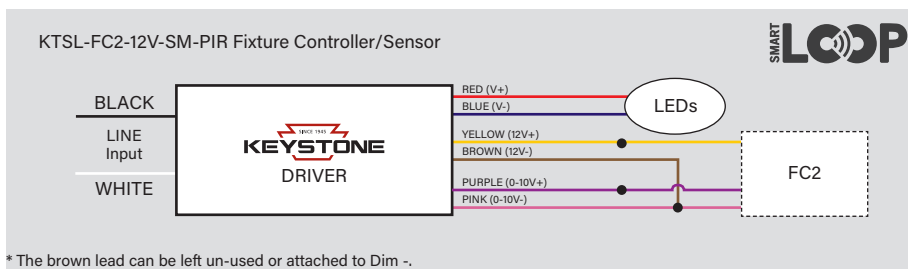 KTSL-FC2-12V-SM-PIR Fixture Controller/Sensor
SMART LOOP
BLACK
LINE
Input
WHITE
SINCE 1945
KEYSTONE
DRIVER
RED (V+)
BLUE (V-)
YELLOW (12V+)
BROWN (12V-)
PURPLE (0-10V+)
PINK (0-10V-)
LEDs
FC2
* The brown lead can be left un-used or attached to Dim -.